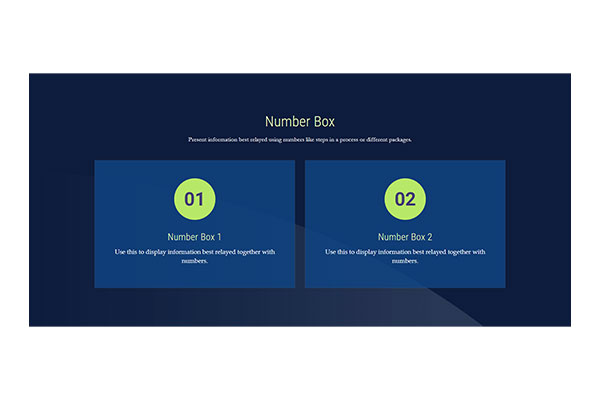 Number Box
Present information best relayed using numbers like steps in a process or different packages.
01
Number Box 1
Use this to display information best relayed together with
numbers.
02
Number Box 2
Use this to display information best relayed together with
numbers.